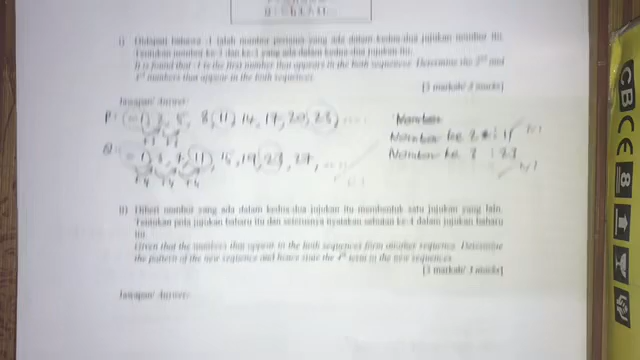 i) Didapati bahawa -1 ialah nombor pertama yang ada dalam kedua-dua jujukan nombor itu.
Tentukan nombor ke-2 dan ke-3 yang ada dalam kedua-dua jujukan itu.
It is found that -1 is the first number that appears in the both sequences. Determine the 2nd and
3rd numbers that appear in the both sequences.
[3 markah/ 3 marks]
Jawapan/ Answer:
P: -1, 2, 5, 8, 11, 14, 17, 20, 23,
Nombor ke 2 : 11
Q: -1, 3, 7, 11, 15, 19, 23, 27,
Nombor ke 3 : 23
+4 +4 +4
ii) Diberi nombor yang ada dalam kedua-dua jujukan itu membentuk satu jujukan yang lain.
Tentukan pola jujukan baharu itu dan seterusnya nyatakan sebutan ke-4 dalam jujukan baharu
itu.
Given that the numbers that appear in the both sequences form another sequence. Determine
the pattern of the new sequence and hence state the 4th term in the new sequence.
[3 markah/ 3 marks]
Jawapan/ Answer:
CBC
8